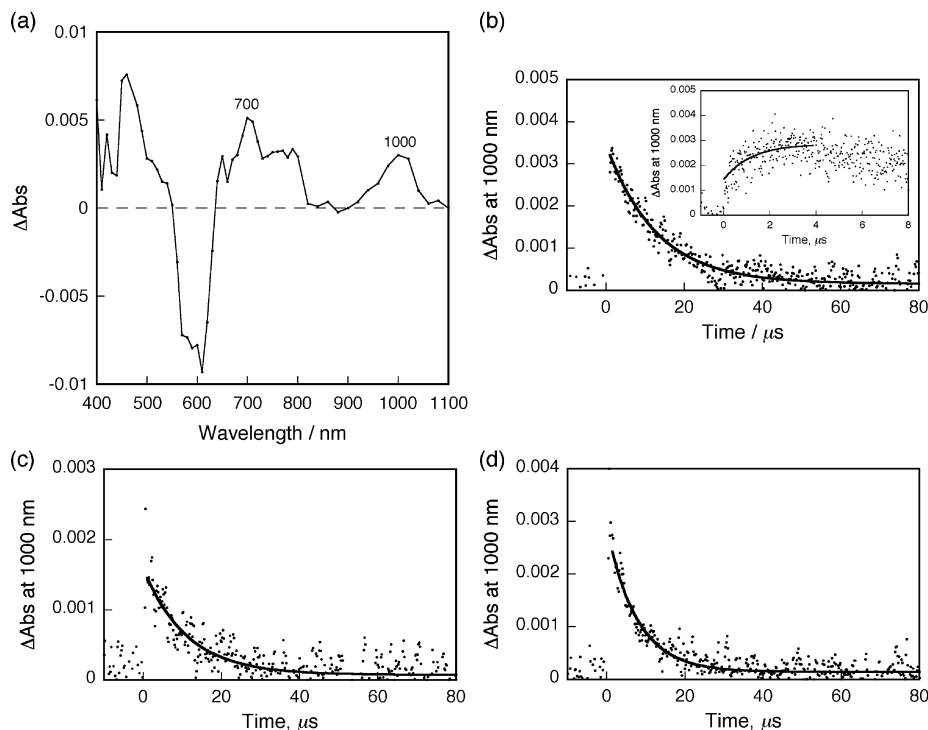 (a)
0.01
0.005
0
-0.005
-0.01
ΔAbs
700
1000
400 500 600 700 800 900 1000 1100
Wavelength / nm
(b)
0.005
0.004
0.003
0.002
0.001
0
ΔAbs at 1000 nm
0.005
0.004
0.003
0.002
0.001
0
ΔAbs at 1000 nm
0 2 4 6 8
Time, μs
0 20 40 60 80
Time / μs
(c)
0.003
0.002
0.001
0
ΔAbs at 1000 nm
0 20 40 60 80
Time, μs
(d)
0.004
0.003
0.002
0.001
0
ΔAbs at 1000 nm
0 20 40 60 80
Time, μs